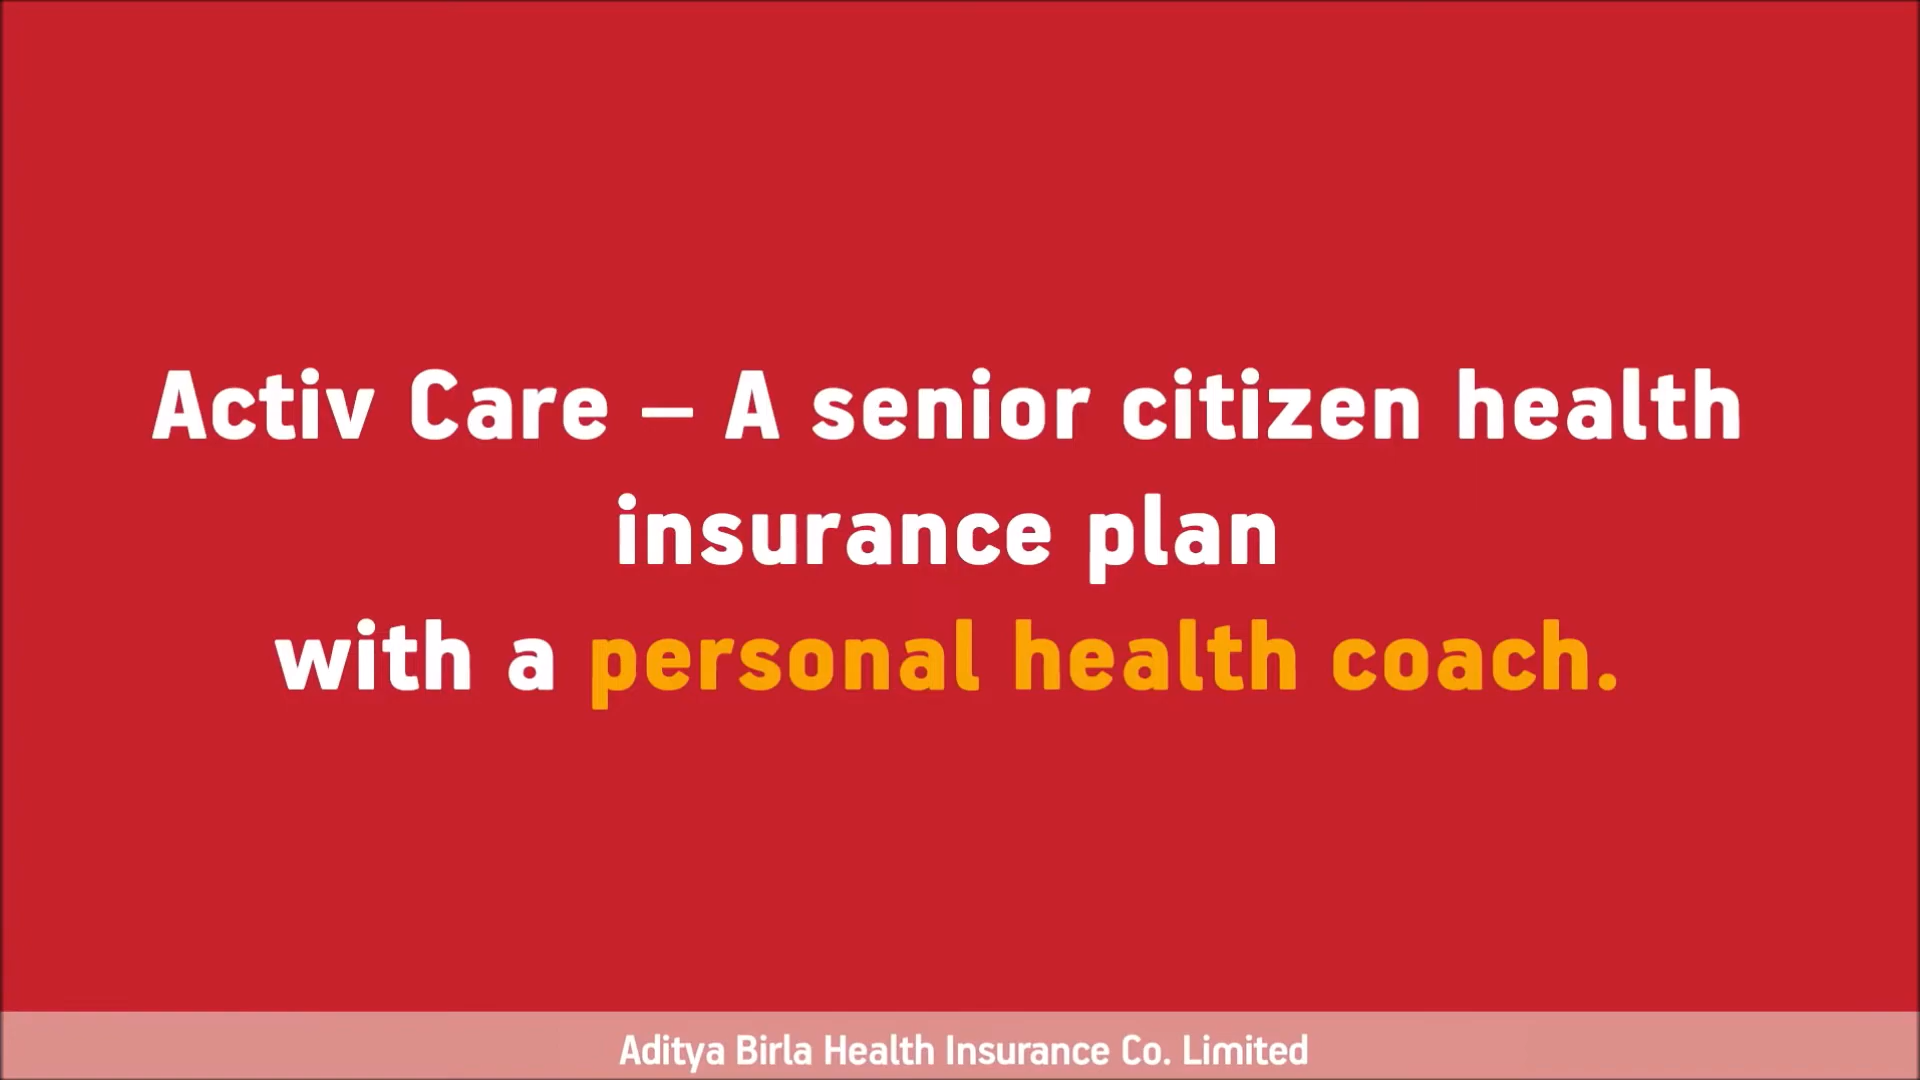 Activ Care – A senior citizen health
insurance plan
with a personal health coach.
Aditya Birla Health Insurance Co. Limited